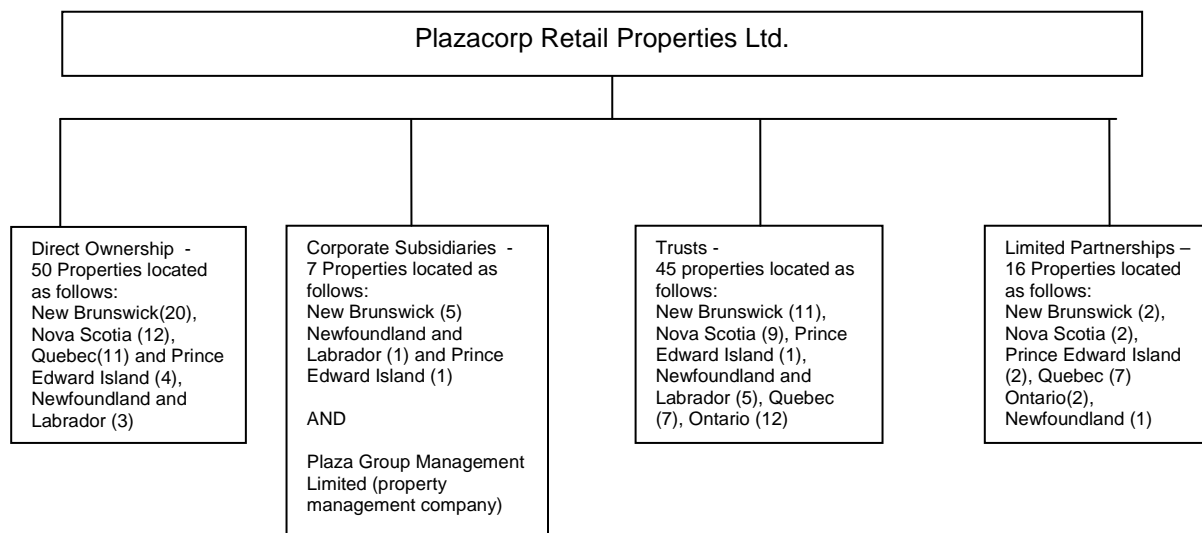 Plazacorp Retail Properties Ltd.
Direct Ownership -
50 Properties located
as follows:
New Brunswick(20),
Nova Scotia (12),
Quebec(11) and Prince
Edward Island (4),
Newfoundland and
Labrador (3)
Corporate Subsidiaries -
7 Properties located as
follows:
New Brunswick (5)
Newfoundland and
Labrador (1) and Prince
Edward Island (1)
AND
Plaza Group Management
Limited (property
management company)
Trusts -
45 properties located as
follows:
New Brunswick (11),
Nova Scotia (9), Prince
Edward Island (1),
Newfoundland and
Labrador (5), Quebec
(7), Ontario (12)
Limited Partnerships –
16 Properties located
as follows:
New Brunswick (2),
Nova Scotia (2),
Prince Edward Island
(2), Quebec (7)
Ontario(2),
Newfoundland (1)